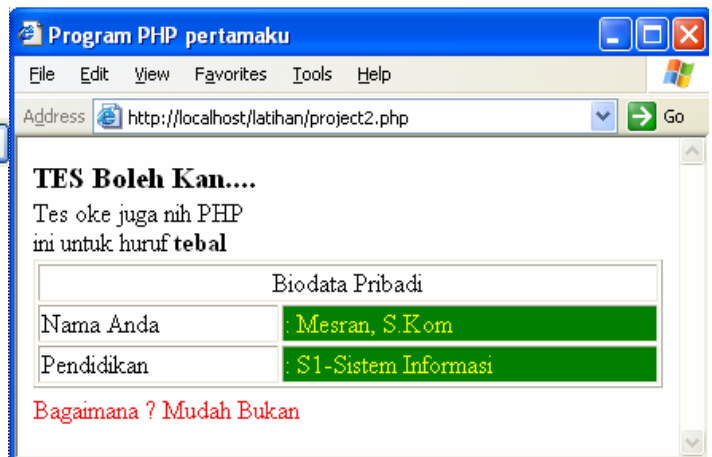 Program PHP pertamaku
File Edit View Favorites Tools Help
Address http://localhost/latihan/project2.php Go
TES Boleh Kan....
Tes oke juga nih PHP
ini untuk huruf tebal
Biodata Pribadi
Nama Anda : Mesran, S.Kom
Pendidikan : S1-Sistem Informasi
Bagaimana ? Mudah Bukan